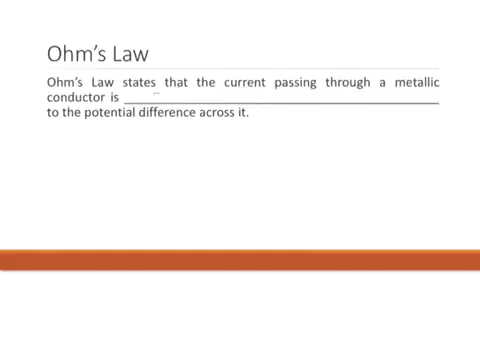 Ohm's Law
Ohm's Law states that the current passing through a metallic
conductor is ________________________________________________
to the potential difference across it.